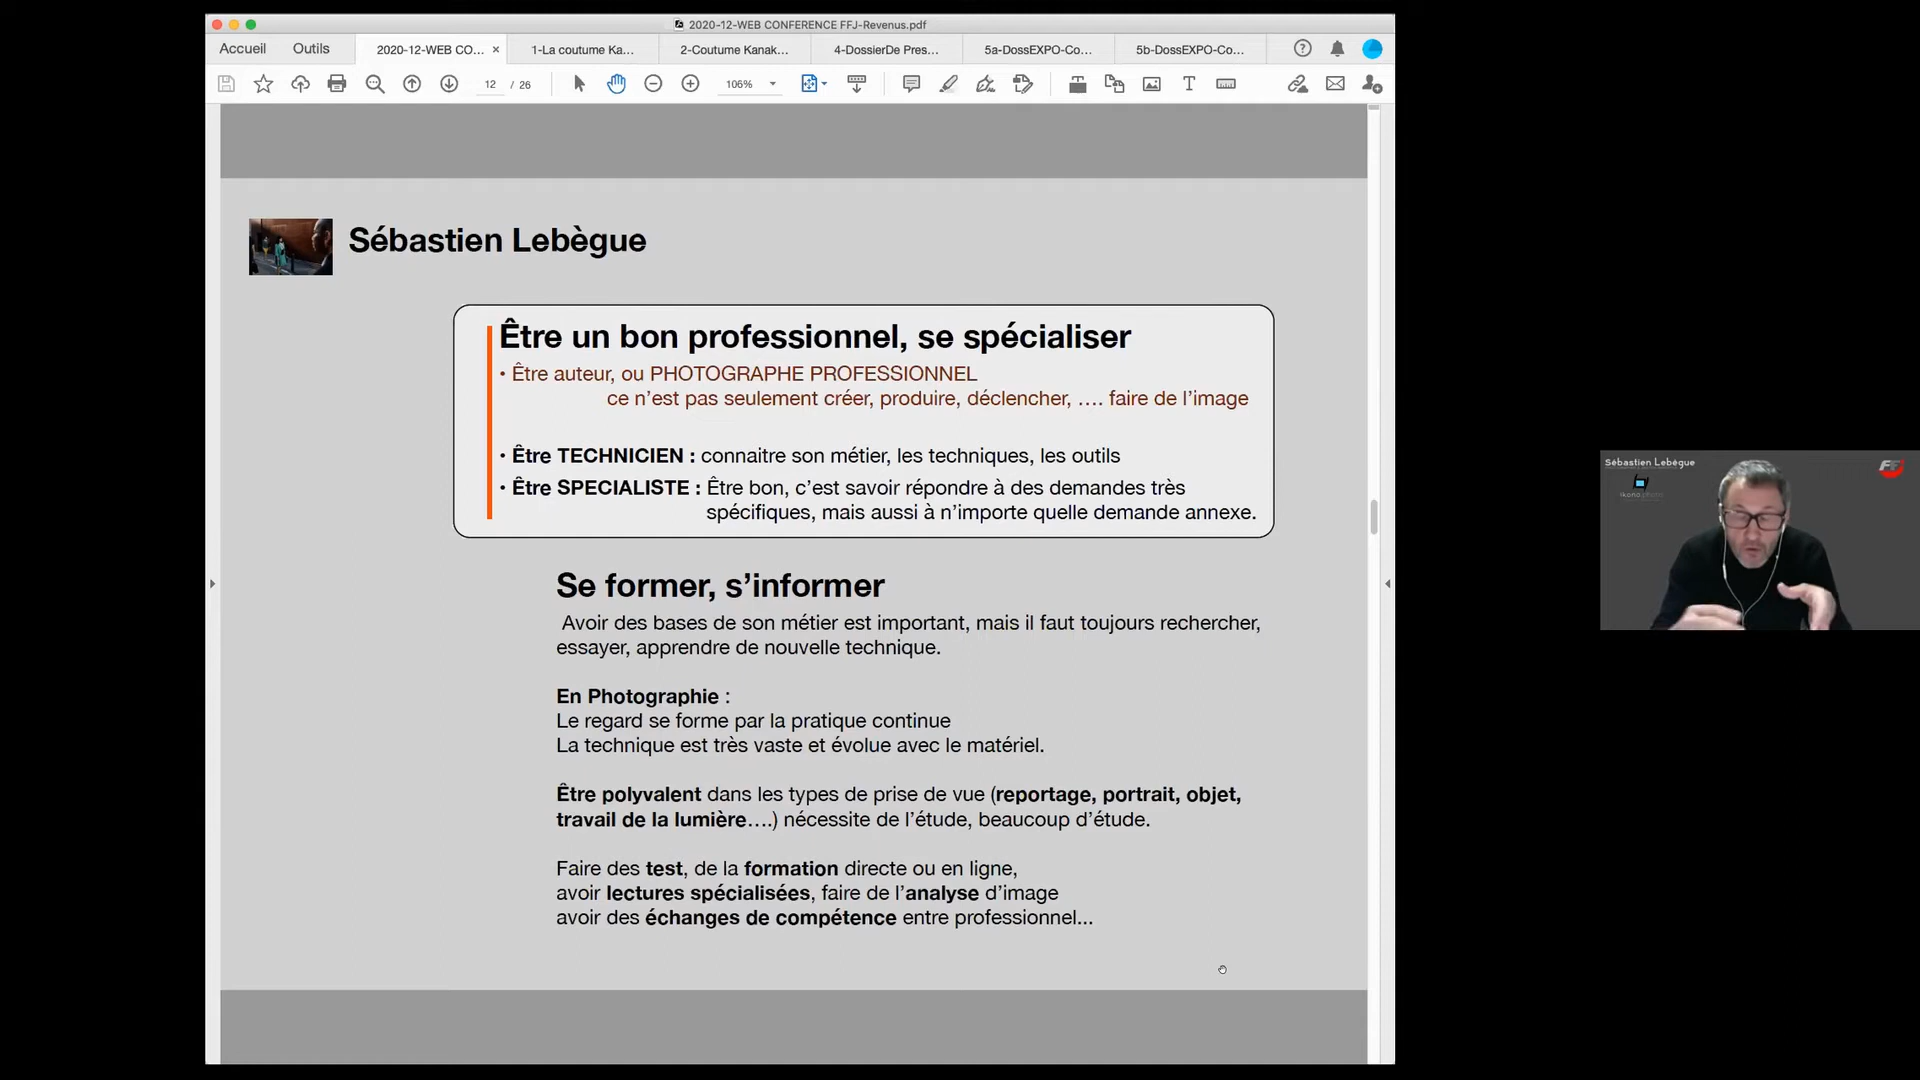 2020-12-WEB CONFERENCE FFJ-Revenus.pdf
Accueil Outils 2020-12-WEB CO... × 1-La coutume Ka... 2-Coutume Kanak... 4-DossierDe Pres... 5a-DossEXPO-Co... 5b-DossEXPO-Co...
12 / 26 106%
Sébastien Lebègue
Être un bon professionnel, se spécialiser
• Être auteur, ou PHOTOGRAPHE PROFESSIONNEL
ce n’est pas seulement créer, produire, déclencher, …. faire de l’image
• Être TECHNICIEN : connaitre son métier, les techniques, les outils
• Être SPECIALISTE : Être bon, c’est savoir répondre à des demandes très
spécifiques, mais aussi à n’importe quelle demande annexe.
Se former, s’informer
Avoir des bases de son métier est important, mais il faut toujours rechercher,
essayer, apprendre de nouvelle technique.
En Photographie :
Le regard se forme par la pratique continue
La technique est très vaste et évolue avec le matériel.
Être polyvalent dans les types de prise de vue (reportage, portrait, objet,
travail de la lumière….) nécessite de l’étude, beaucoup d’étude.
Faire des test, de la formation directe ou en ligne,
avoir lectures spécialisées, faire de l’analyse d’image
avoir des échanges de compétence entre professionnel...
Sébastien Lebègue
FF
ikono.photo